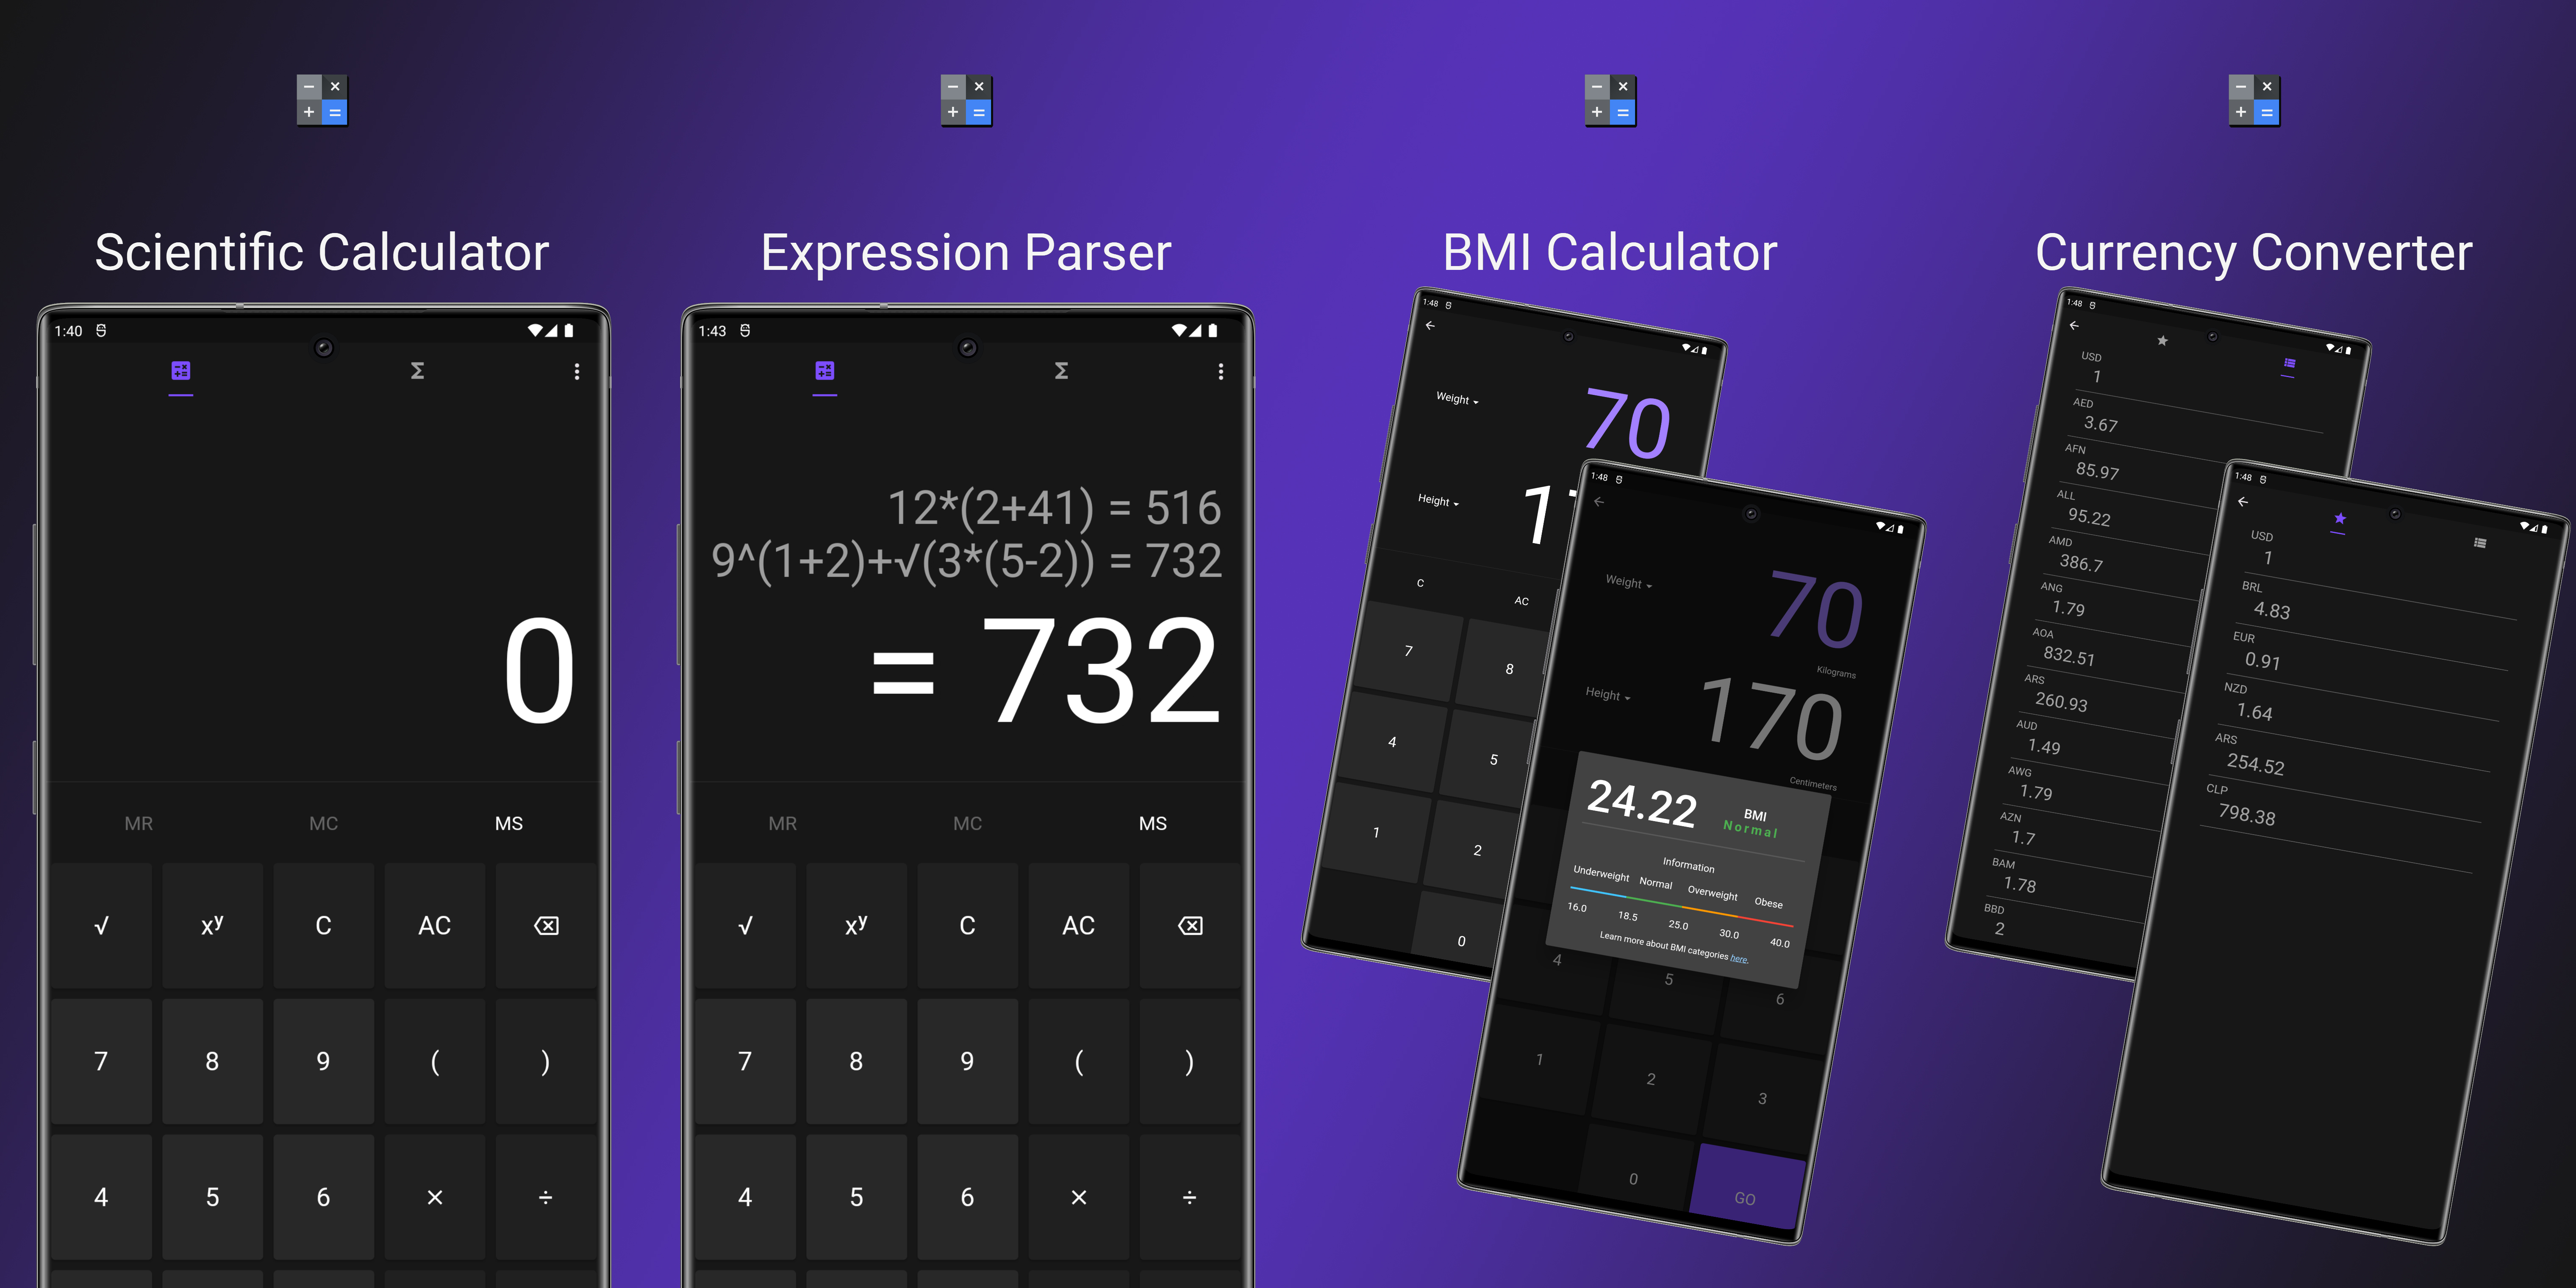 Scientific Calculator
1:40
Σ
0
MR MC MS
√ xʸ C AC
7 8 9 ( )
4 5 6 × ÷
Expression Parser
1:43
Σ
12*(2+41) = 516
9^(1+2)+√(3*(5-2)) = 732
= 732
MR MC MS
√ xʸ C AC
7 8 9 ( )
4 5 6 × ÷
BMI Calculator
1:48
Weight 70
Height 1
C AC
7 8
4 5
1 2
0
1:48
Weight 70
Kilograms
Height 170
Centimeters
24.22 BMI
Normal
Information
Underweight Normal Overweight Obese
16.0 18.5 25.0 30.0 40.0
Learn more about BMI categories here.
4 5 6
1 2 3
0 GO
Currency Converter
1:48
USD
1
AED
3.67
AFN
85.97
ALL
95.22
AMD
386.7
ANG
1.79
AOA
832.51
ARS
260.93
AUD
1.49
AWG
1.79
AZN
1.7
BAM
1.78
BBD
2
1:48
USD
1
BRL
4.83
EUR
0.91
NZD
1.64
ARS
254.52
CLP
798.38